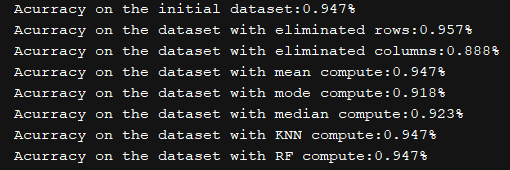 Acurracy on the initial dataset:0.947%
Acurracy on the dataset with eliminated rows:0.957%
Acurracy on the dataset with eliminated columns:0.888%
Acurracy on the dataset with mean compute:0.947%
Acurracy on the dataset with mode compute:0.918%
Acurracy on the dataset with median compute:0.923%
Acurracy on the dataset with KNN compute:0.947%
Acurracy on the dataset with RF compute:0.947%